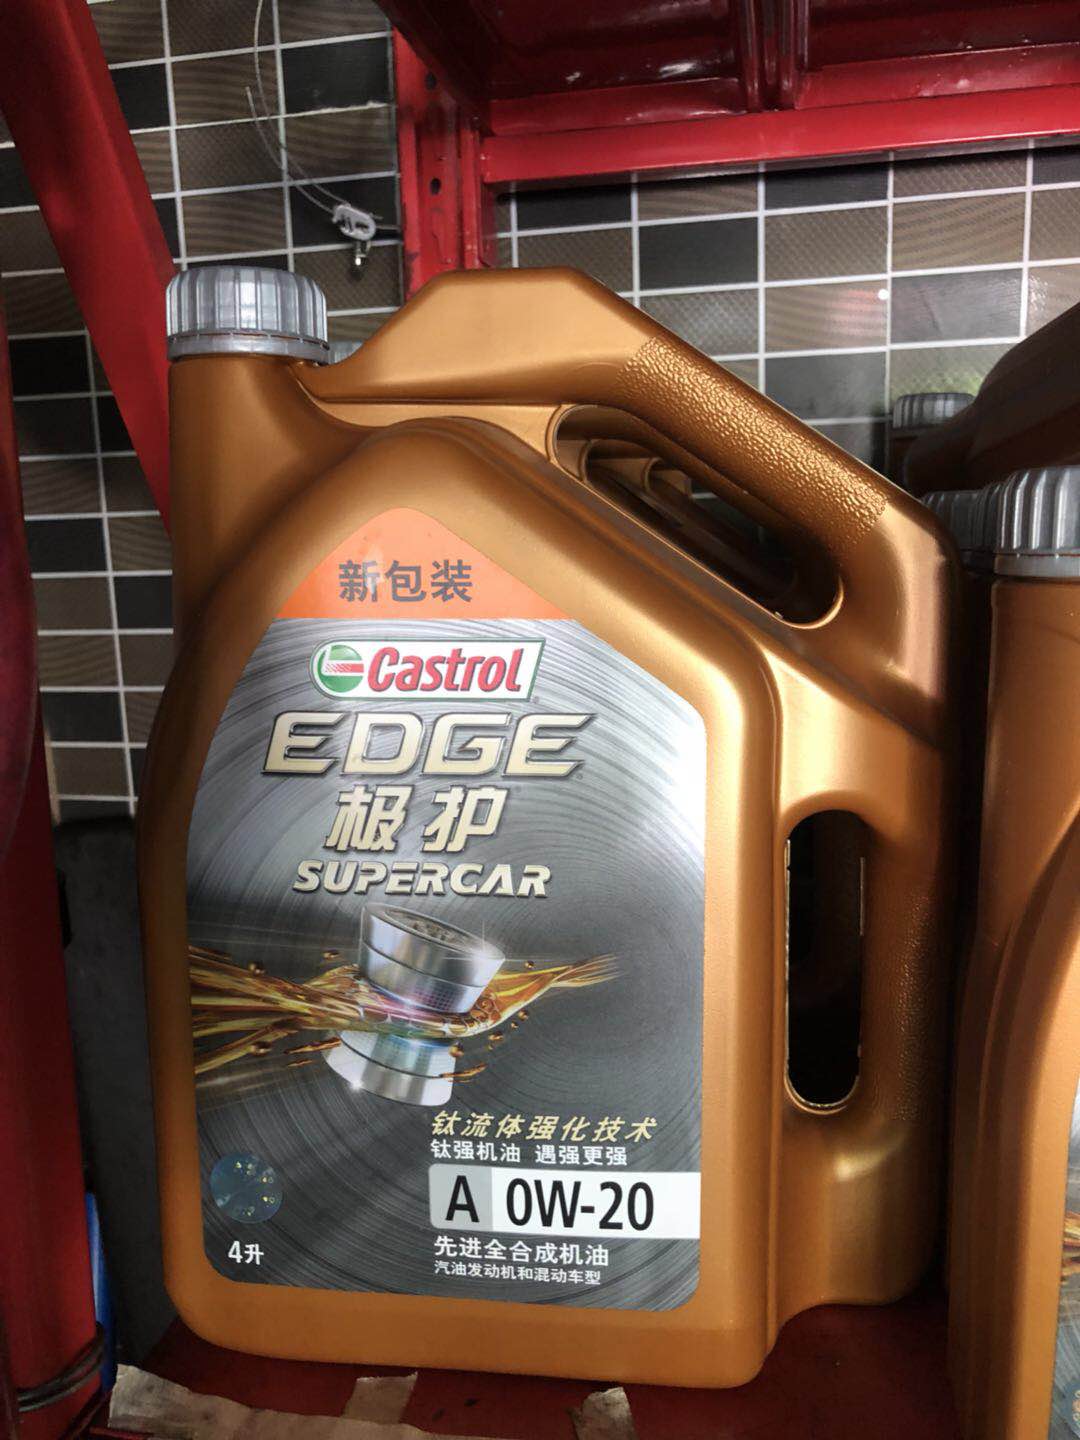 新包装
Castrol
EDGE
极护
SUPERCAR
钛流体强化技术
钛强机油 遇强更强
A 0W-20
4升
先进全合成机油
汽油发动机和混动车型